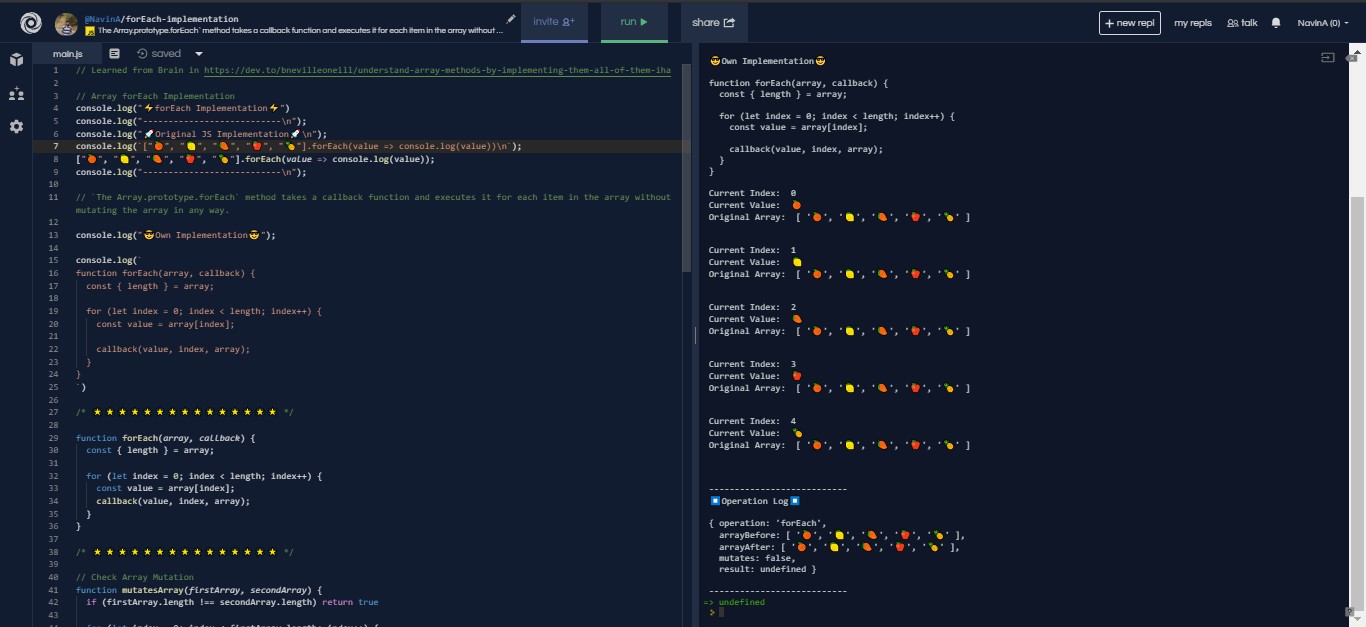 @NavinA/forEach-implementation
The Array.prototype.forEach` method takes a callback function and executes it for each item in the array without ...
invite
run
share
+ new repl
my repls
talk
NavinA (0)
main.js
saved
1 // Learned from Brain in https://dev.to/bnevilleoneill/understand-array-methods-by-implementing-them-all-of-them-iha
2
3 // Array forEach Implementation
4 console.log("⚡forEach Implementation⚡")
5 console.log("---------------------------\n");
6 console.log("🚀Original JS Implementation🚀\n");
7 console.log(`["🍊", "🍋", "🥭", "🍎", "🍍"].forEach(value => console.log(value))\n`);
8 ["🍊", "🍋", "🥭", "🍎", "🍍"].forEach(value => console.log(value));
9 console.log("---------------------------\n");
10
11 // `The Array.prototype.forEach` method takes a callback function and executes it for each item in the array without
mutating the array in any way.
12
13 console.log("😎Own Implementation😎");
14
15 console.log(`
16 function forEach(array, callback) {
17 const { length } = array;
18
19 for (let index = 0; index < length; index++) {
20 const value = array[index];
21
22 callback(value, index, array);
23 }
24 }
25 `)
26
27 /* ⭐ ⭐ ⭐ ⭐ ⭐ ⭐ ⭐ ⭐ ⭐ ⭐ ⭐ ⭐ ⭐ ⭐ ⭐ */
28
29 function forEach(array, callback) {
30 const { length } = array;
31
32 for (let index = 0; index < length; index++) {
33 const value = array[index];
34 callback(value, index, array);
35 }
36 }
37
38 /* ⭐ ⭐ ⭐ ⭐ ⭐ ⭐ ⭐ ⭐ ⭐ ⭐ ⭐ ⭐ ⭐ ⭐ ⭐ */
39
40 // Check Array Mutation
41 function mutatesArray(firstArray, secondArray) {
42 if (firstArray.length !== secondArray.length) return true
43
😎Own Implementation😎
function forEach(array, callback) {
const { length } = array;
for (let index = 0; index < length; index++) {
const value = array[index];
callback(value, index, array);
}
}
Current Index: 0
Current Value: 🍊
Original Array: [ '🍊', '🍋', '🥭', '🍎', '🍍' ]
Current Index: 1
Current Value: 🍋
Original Array: [ '🍊', '🍋', '🥭', '🍎', '🍍' ]
Current Index: 2
Current Value: 🥭
Original Array: [ '🍊', '🍋', '🥭', '🍎', '🍍' ]
Current Index: 3
Current Value: 🍎
Original Array: [ '🍊', '🍋', '🥭', '🍎', '🍍' ]
Current Index: 4
Current Value: 🍍
Original Array: [ '🍊', '🍋', '🥭', '🍎', '🍍' ]
---------------------------
Operation Log
{ operation: 'forEach',
arrayBefore: [ '🍊', '🍋', '🥭', '🍎', '🍍' ],
arrayAfter: [ '🍊', '🍋', '🥭', '🍎', '🍍' ],
mutates: false,
result: undefined }
---------------------------
=> undefined
>